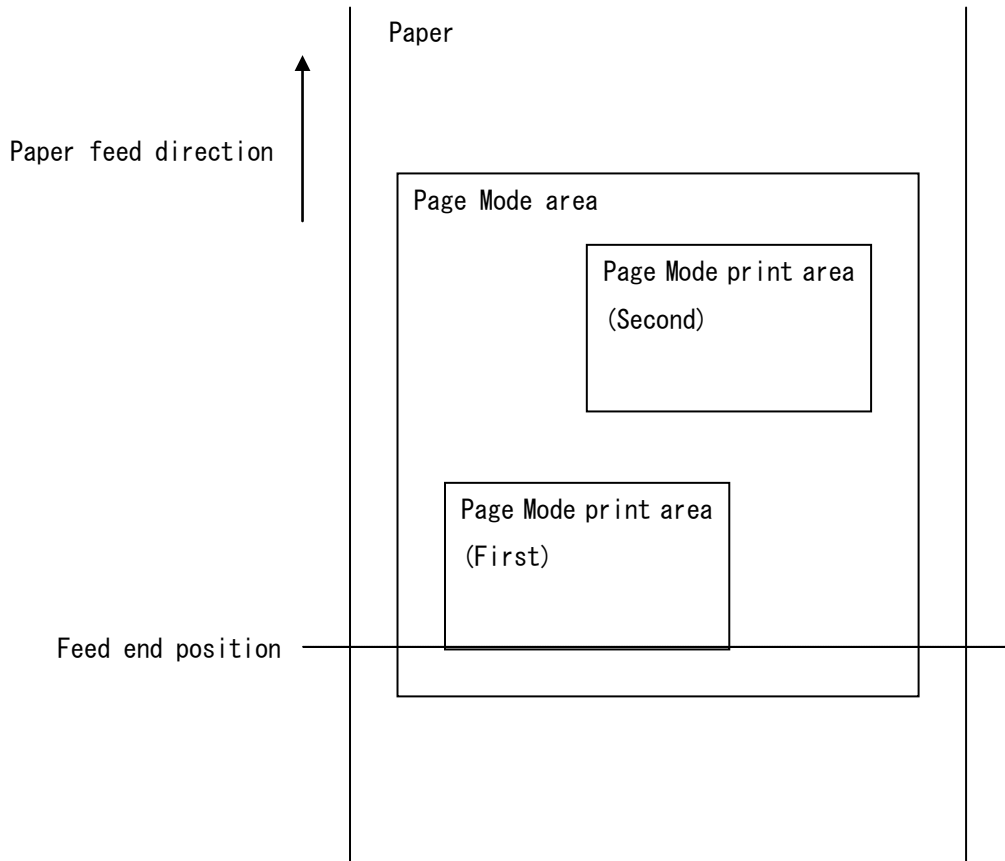 Paper
Paper feed direction
Page Mode area
Page Mode print area
(Second)
Page Mode print area
(First)
Feed end position